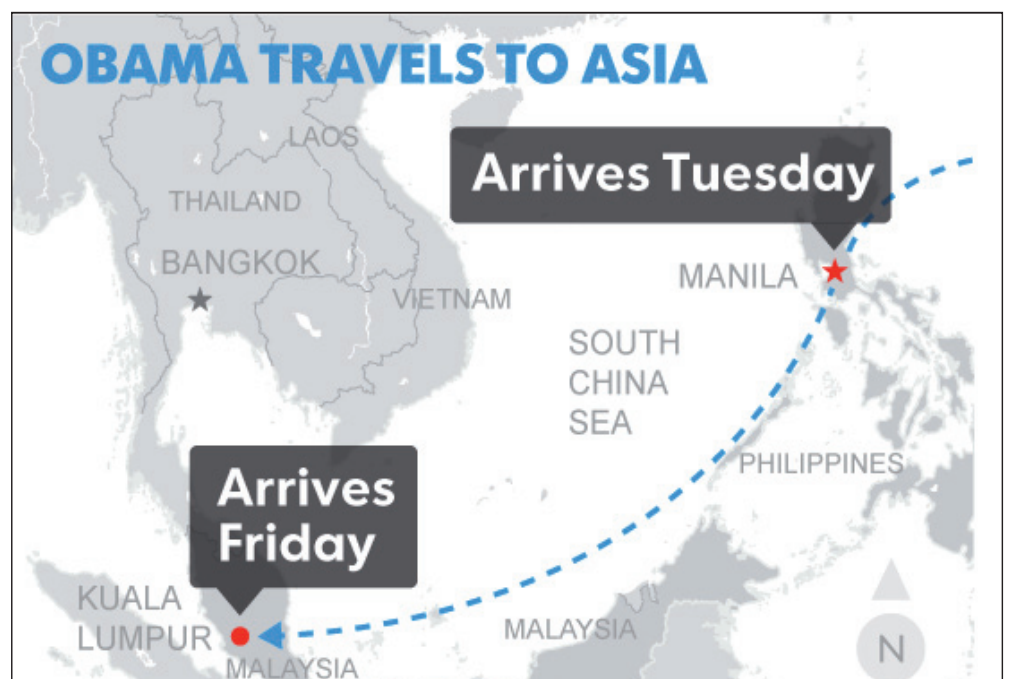 OBAMA TRAVELS TO ASIA
LAOS
Arrives Tuesday
THAILAND
BANGKOK
MANILA
VIETNAM
SOUTH
CHINA
SEA
PHILIPPINES
Arrives
Friday
KUALA
LUMPUR
MALAYSIA
MALAYSIA
N